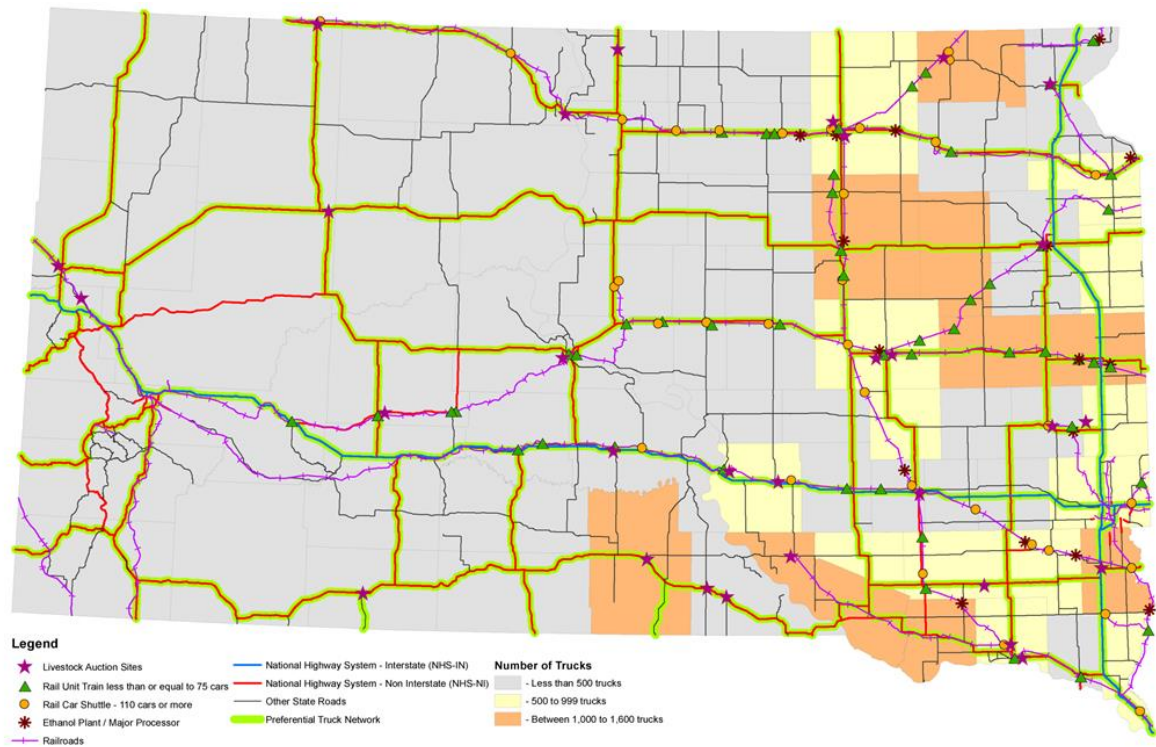 Legend
Livestock Auction Sites
Rail Unit Train less than or equal to 75 cars
Rail Car Shuttle - 110 cars or more
Ethanol Plant / Major Processor
Railroads
National Highway System - Interstate (NHS-IN)
National Highway System - Non Interstate (NHS-NI)
Other State Roads
Preferential Truck Network
Number of Trucks
- Less than 500 trucks
- 500 to 999 trucks
- Between 1,000 to 1,600 trucks